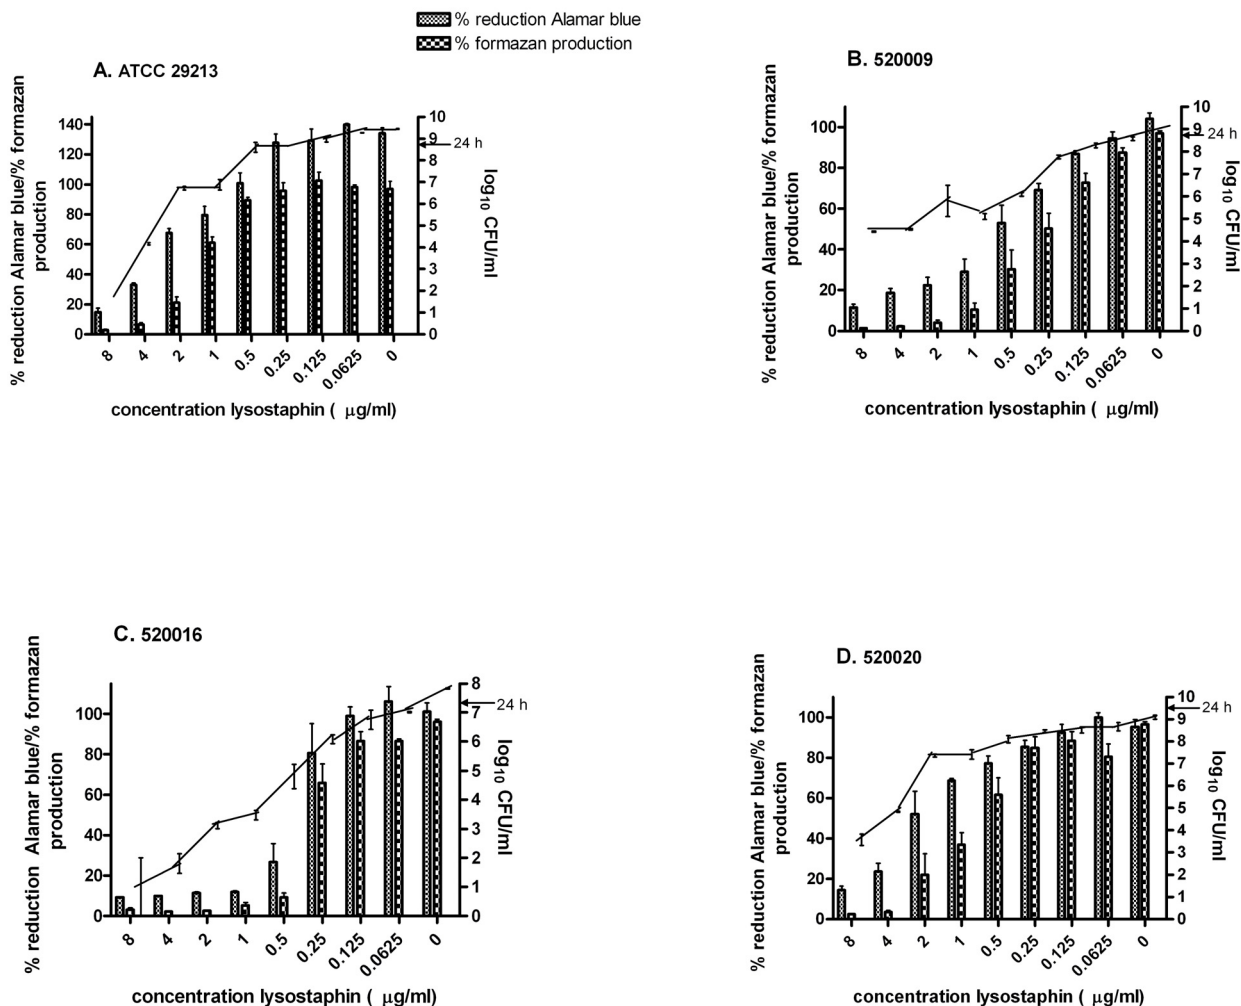 % reduction Alamar blue
% formazan production
A. ATCC 29213
% reduction Alamar blue/% formazan
production
140
120
100
80
60
40
20
0
10
9
8
7
6
5
4
3
2
1
0
24 h
log10 CFU/ml
8 4 2 1 0.5 0.25 0.125 0.0625 0
concentration lysostaphin ( μg/ml)
B. 520009
% reduction Alamar blue/% formazan
production
100
80
60
40
20
0
10
9
8
7
6
5
4
3
2
1
0
24 h
log10 CFU/ml
8 4 2 1 0.5 0.25 0.125 0.0625 0
concentration lysostaphin ( μg/ml)
C. 520016
% reduction Alamar blue/% formazan
production
100
80
60
40
20
0
8
7
6
5
4
3
2
1
0
24 h
log10 CFU/ml
8 4 2 1 0.5 0.25 0.125 0.0625 0
concentration lysostaphin ( μg/ml)
D. 520020
% reduction Alamar blue/% formazan
production
100
80
60
40
20
0
10
9
8
7
6
5
4
3
2
1
0
24 h
log10 CFU/ml
8 4 2 1 0.5 0.25 0.125 0.0625 0
concentration lysostaphin ( μg/ml)